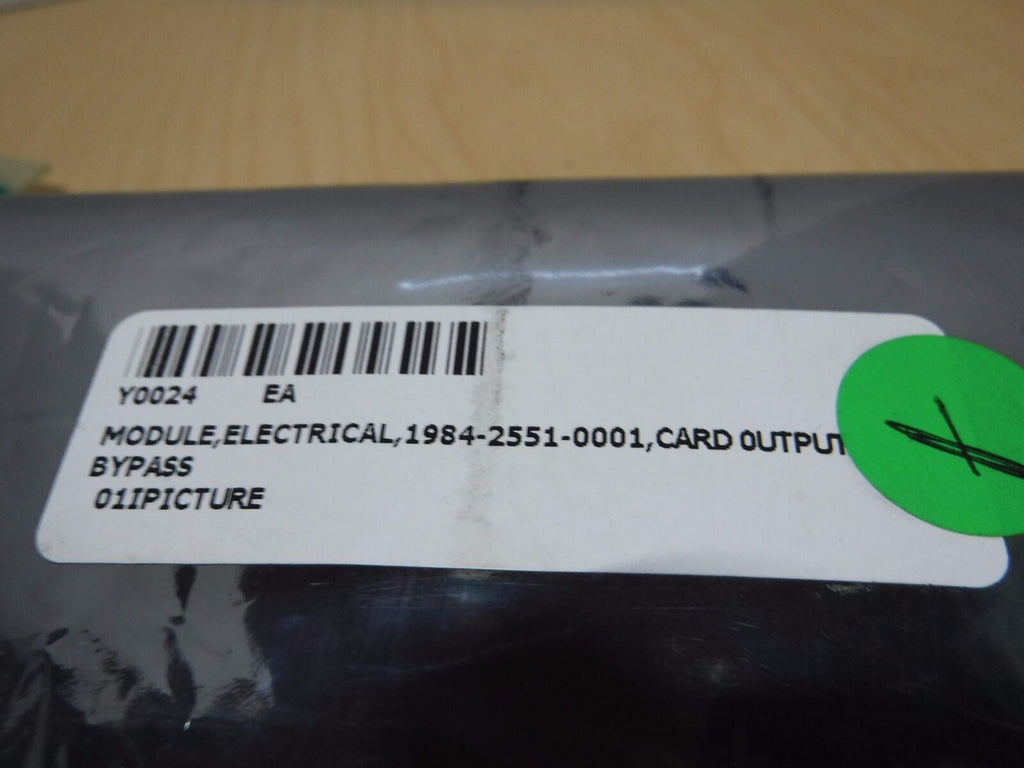 Y0024 EA
MODULE,ELECTRICAL,1984-2551-0001,CARD OUTPUT
BYPASS
01IPICTURE